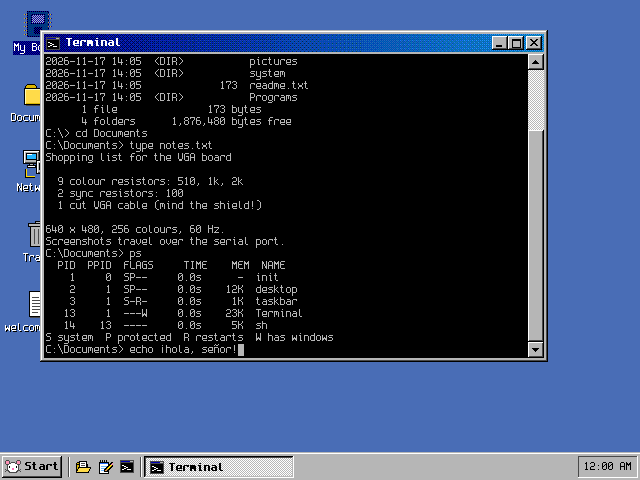 My Bo
Terminal
2026-11-17 14:05 <DIR> pictures
2026-11-17 14:05 <DIR> system
2026-11-17 14:05 173 readme.txt
2026-11-17 14:05 <DIR> Programs
1 file 173 bytes
4 folders 1,876,480 bytes free
C:\> cd Documents
C:\Documents> type notes.txt
Shopping list for the VGA board
9 colour resistors: 510, 1k, 2k
2 sync resistors: 100
1 cut VGA cable (mind the shield!)
640 x 480, 256 colours, 60 Hz.
Screenshots travel over the serial port.
C:\Documents> ps
PID PPID FLAGS TIME MEM NAME
1 0 SP-- 0.0s - init
2 1 SP-- 0.0s 12K desktop
3 1 S-R- 0.0s 1K taskbar
13 1 ---W 0.0s 23K Terminal
14 13 ---- 0.0s 5K sh
S system P protected R restarts W has windows
C:\Documents> echo ¡hola, señor!
Docum
Netw
Tra
welcom
Start
Terminal
12:00 AM